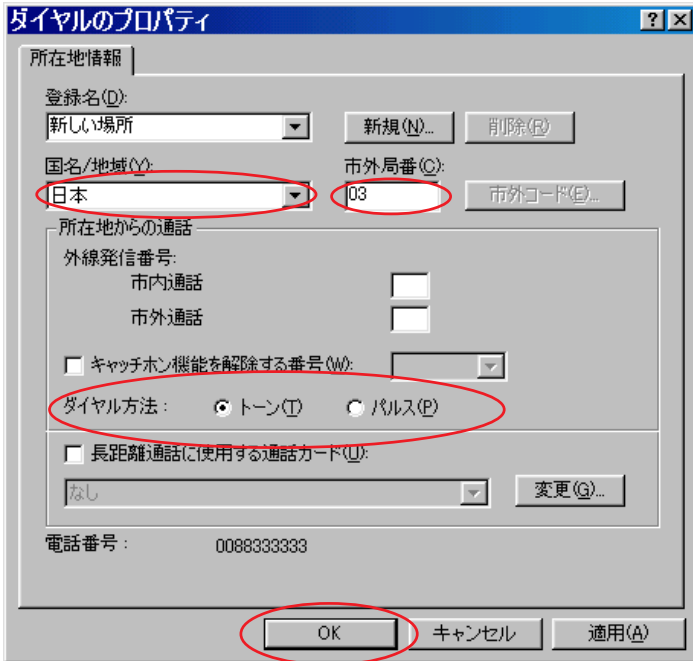 ダイヤルのプロパティ
所在地情報
登録名(D):
新しい場所 新規(N)... 削除(R)
国名/地域(Y): 市外局番(C):
日本 03 市外コード(E)...
所在地からの通話
外線発信番号:
市内通話
市外通話
キャッチホン機能を解除する番号(W):
ダイヤル方法: トーン(T) パルス(P)
長距離通話に使用する通話カード(U):
なし 変更(G)...
電話番号: 0088333333
OK キャンセル 適用(A)